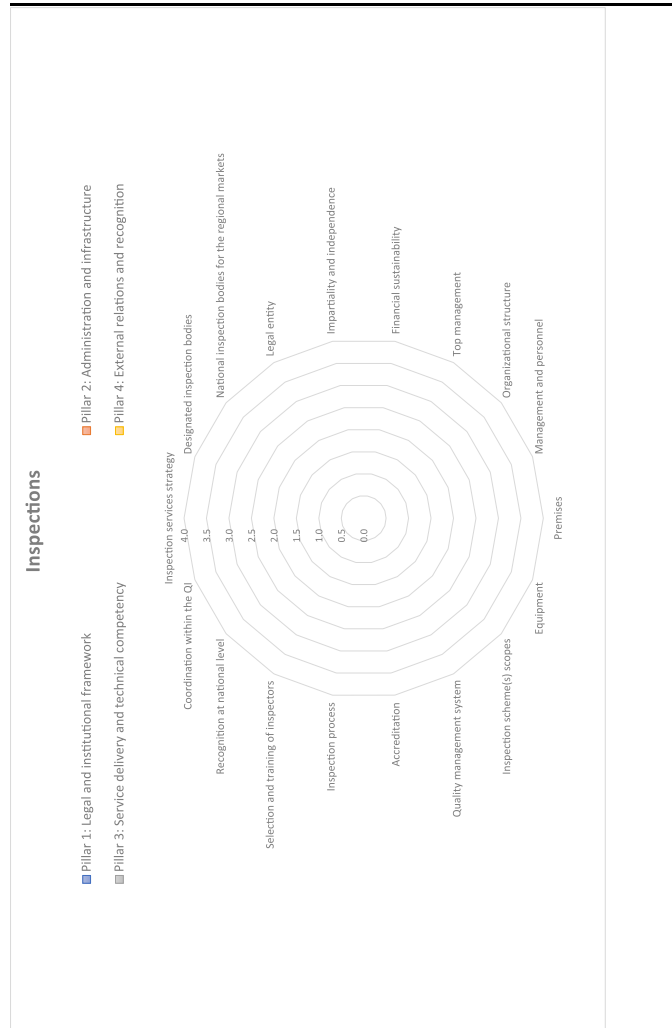 Inspections
Pillar 1: Legal and institutional framework
Pillar 2: Administration and infrastructure
Pillar 3: Service delivery and technical competency
Pillar 4: External relations and recognition
Inspection services strategy
Designated inspection bodies
National inspection bodies for the regional markets
Legal entity
Impartiality and independence
Financial sustainability
Top management
Organizational structure
Management and personnel
Premises
Equipment
Inspection scheme(s) scopes
Quality management system
Accreditation
Inspection process
Selection and training of inspectors
Recognition at national level
Coordination within the QI
4.0
3.5
3.0
2.5
2.0
1.5
1.0
0.5
0.0